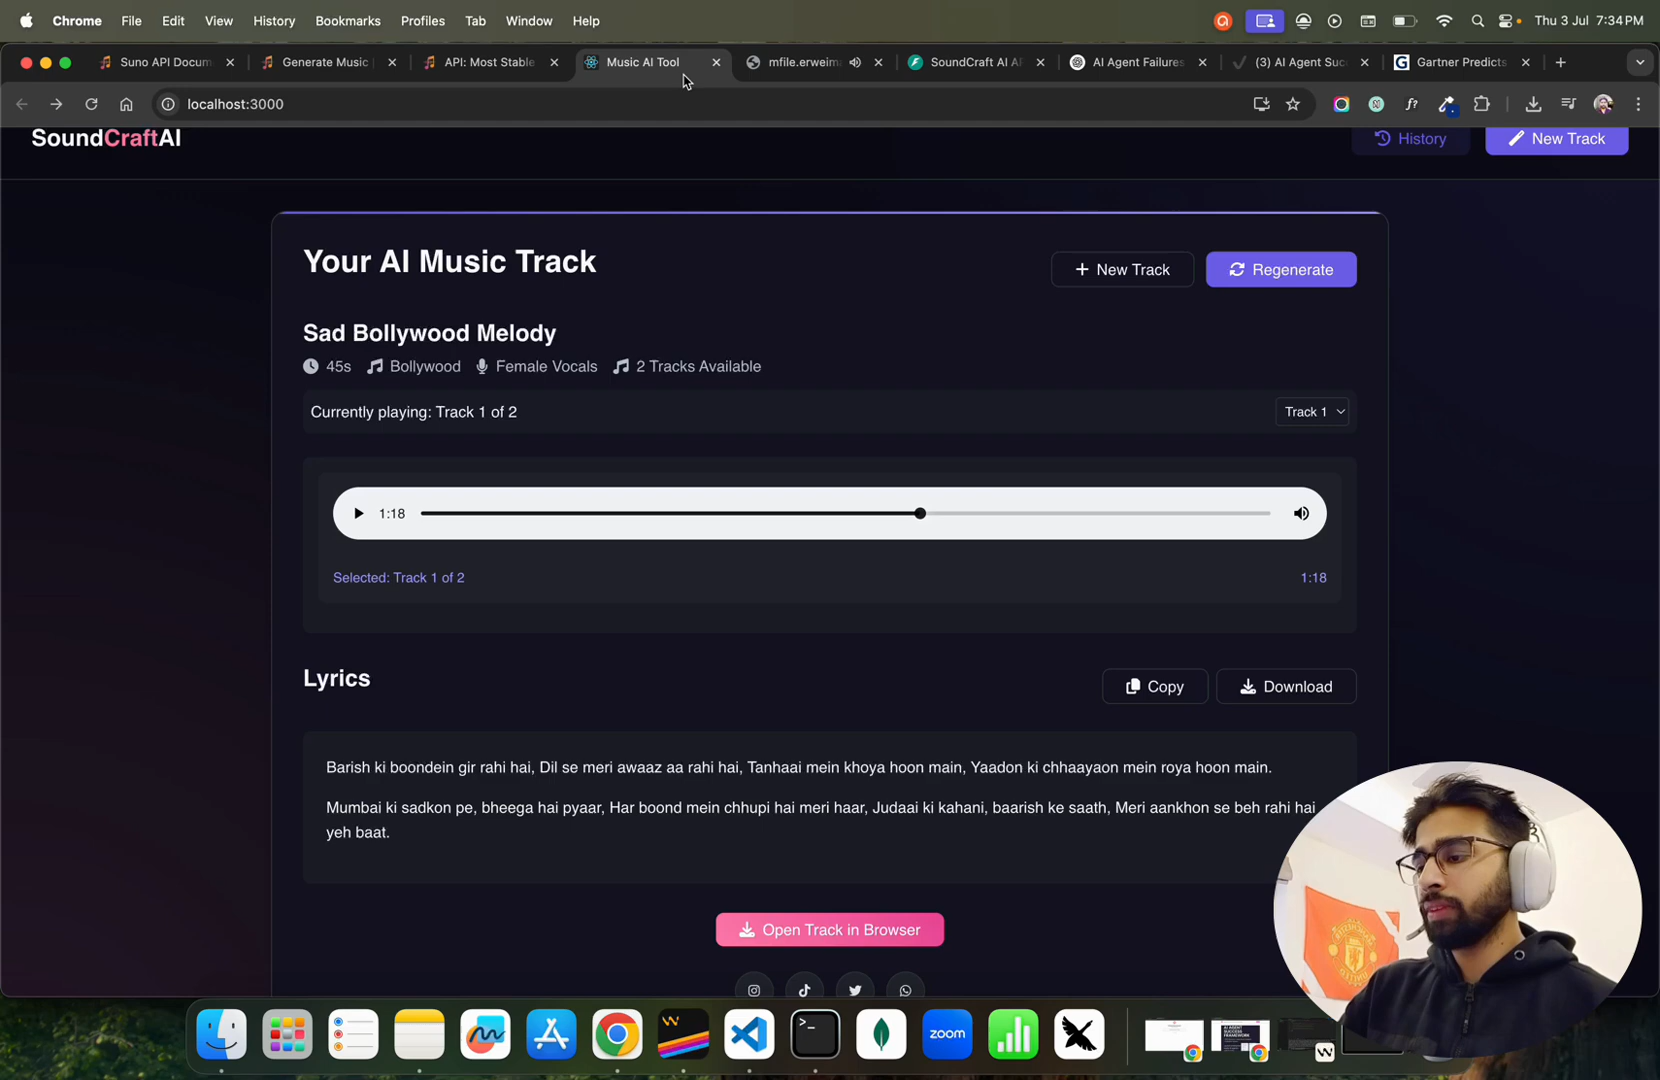 Chrome File Edit View History Bookmarks Profiles Tab Window Help Thu 3 Jul 7:34 PM
Suno API Docum Generate Music API: Most Stable Music AI Tool mfile.erweim SoundCraft AI A AI Agent Failures (3) AI Agent Suc Gartner Predicts
localhost:3000
SoundCraftAI History New Track
Your AI Music Track New Track Regenerate
Sad Bollywood Melody
45s Bollywood Female Vocals 2 Tracks Available
Currently playing: Track 1 of 2 Track 1
1:18
Selected: Track 1 of 2 1:18
Lyrics Copy Download
Barish ki boondein gir rahi hai, Dil se meri awaaz aa rahi hai, Tanhaai mein khoya hoon main, Yaadon ki chhaayaon mein roya hoon main.
Mumbai ki sadkon pe, bheega hai pyaar, Har boond mein chhupi hai meri haar, Judaai ki kahani, baarish ke saath, Meri aankhon se beh rahi hai
yeh baat.
Open Track in Browser
zoom